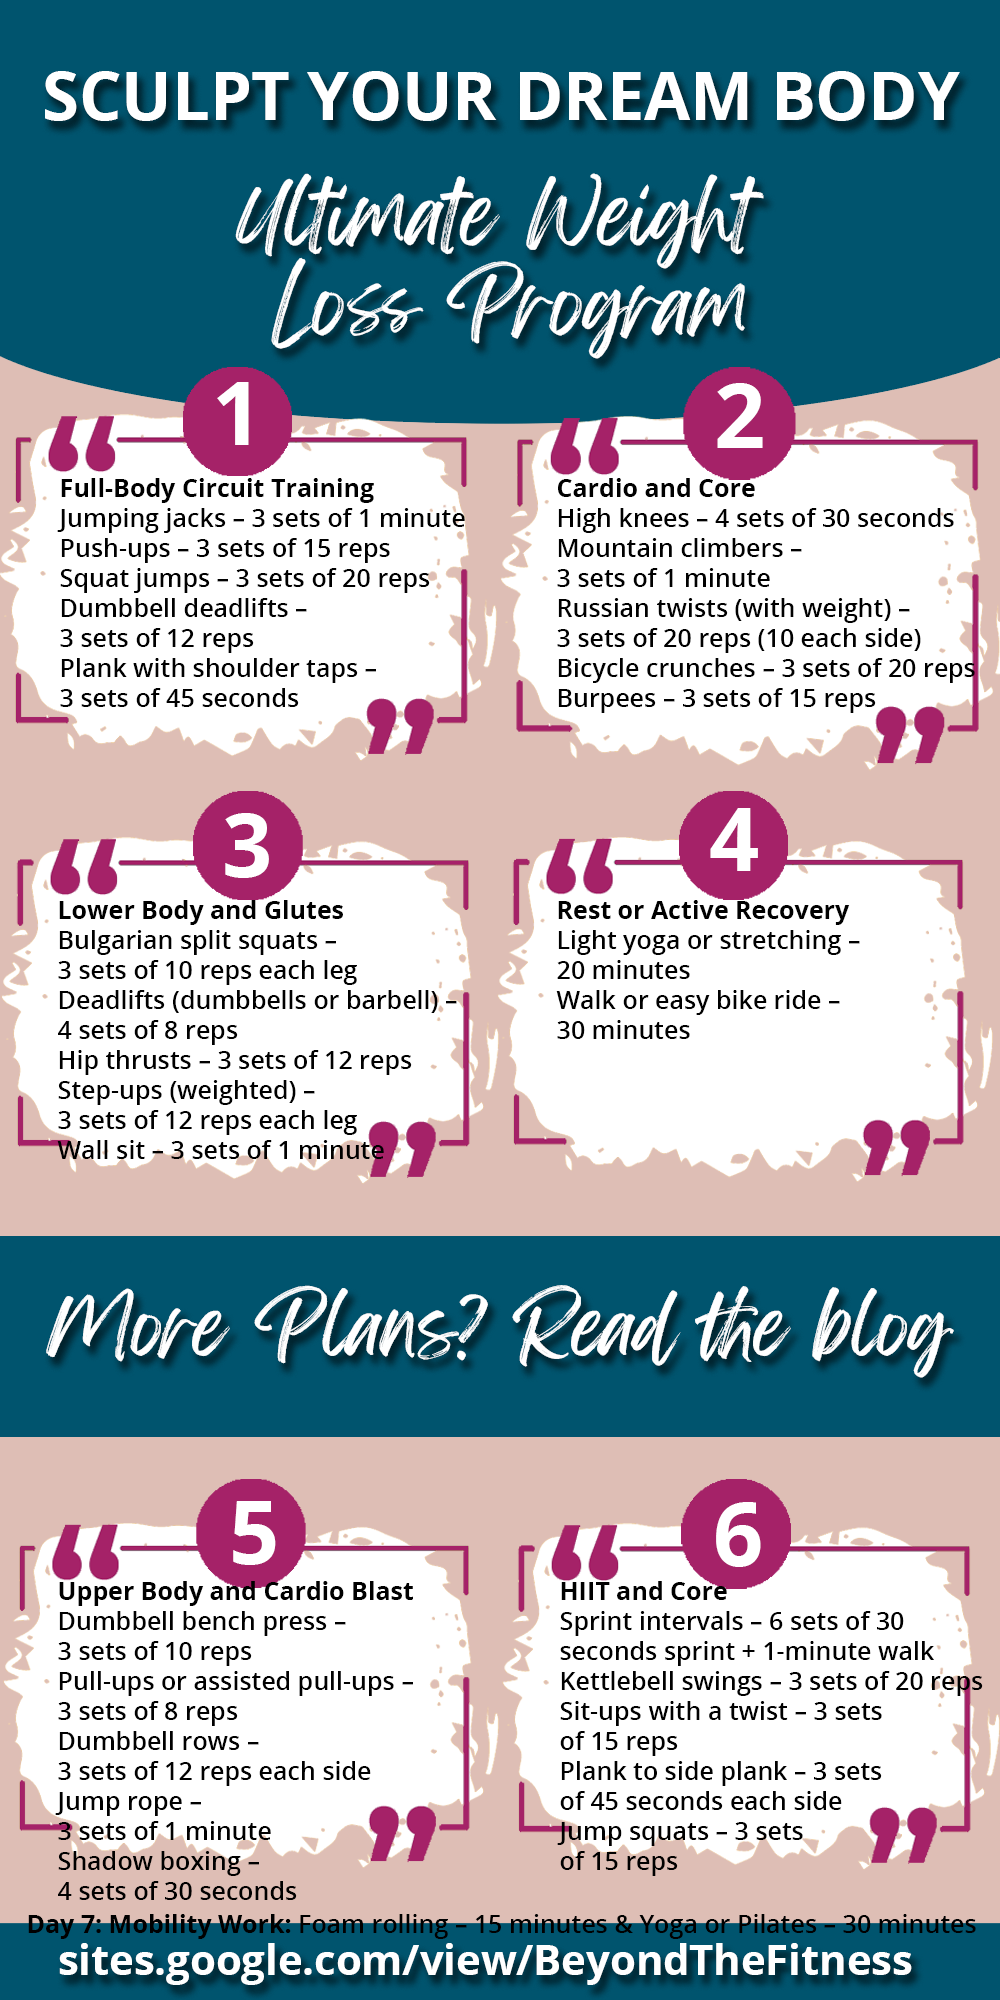 SCULPT YOUR DREAM BODY
Ultimate Weight
Loss Program
1
Full-Body Circuit Training
Jumping jacks – 3 sets of 1 minute
Push-ups – 3 sets of 15 reps
Squat jumps – 3 sets of 20 reps
Dumbbell deadlifts –
3 sets of 12 reps
Plank with shoulder taps –
3 sets of 45 seconds
2
Cardio and Core
High knees – 4 sets of 30 seconds
Mountain climbers –
3 sets of 1 minute
Russian twists (with weight) –
3 sets of 20 reps (10 each side)
Bicycle crunches – 3 sets of 20 reps
Burpees – 3 sets of 15 reps
3
Lower Body and Glutes
Bulgarian split squats –
3 sets of 10 reps each leg
Deadlifts (dumbbells or barbell) –
4 sets of 8 reps
Hip thrusts – 3 sets of 12 reps
Step-ups (weighted) –
3 sets of 12 reps each leg
Wall sit – 3 sets of 1 minute
4
Rest or Active Recovery
Light yoga or stretching –
20 minutes
Walk or easy bike ride –
30 minutes
More Plans? Read the blog
5
Upper Body and Cardio Blast
Dumbbell bench press –
3 sets of 10 reps
Pull-ups or assisted pull-ups –
3 sets of 8 reps
Dumbbell rows –
3 sets of 12 reps each side
Jump rope –
3 sets of 1 minute
Shadow boxing –
4 sets of 30 seconds
6
HIIT and Core
Sprint intervals – 6 sets of 30
seconds sprint + 1-minute walk
Kettlebell swings – 3 sets of 20 reps
Sit-ups with a twist – 3 sets
of 15 reps
Plank to side plank – 3 sets
of 45 seconds each side
Jump squats – 3 sets
of 15 reps
Day 7: Mobility Work: Foam rolling – 15 minutes & Yoga or Pilates – 30 minutes
sites.google.com/view/BeyondTheFitness